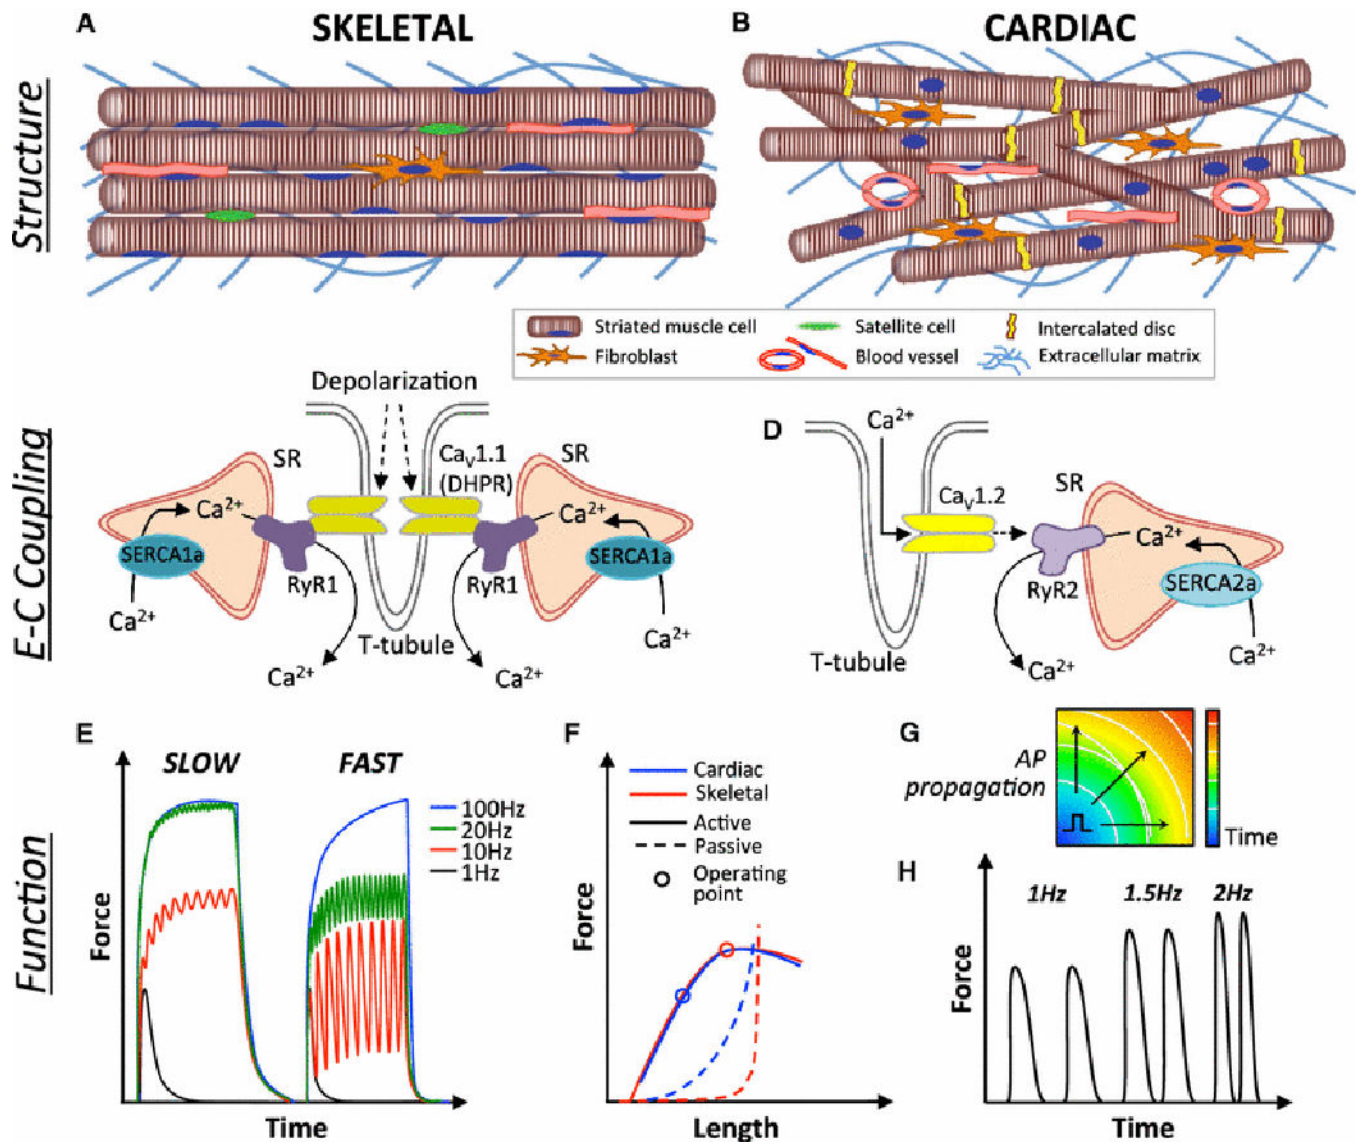 A
SKELETAL
B
CARDIAC
Structure
Striated muscle cell
Satellite cell
Intercalated disc
Fibroblast
Blood vessel
Extracellular matrix
E-C Coupling
Depolarization
SR
Ca²⁺
SERCA1a
Ca²⁺
RyR1
Caᵥ1.1
(DHPR)
SR
Ca²⁺
SERCA1a
Ca²⁺
RyR1
T-tubule
Ca²⁺
Ca²⁺
D
Ca²⁺
Caᵥ1.2
SR
Ca²⁺
RyR2
SERCA2a
Ca²⁺
T-tubule
Ca²⁺
Function
E
SLOW
FAST
100Hz
20Hz
10Hz
1Hz
Force
Time
F
Cardiac
Skeletal
Active
Passive
Operating
point
Force
Length
G
AP
propagation
Time
H
1Hz
1.5Hz
2Hz
Force
Time